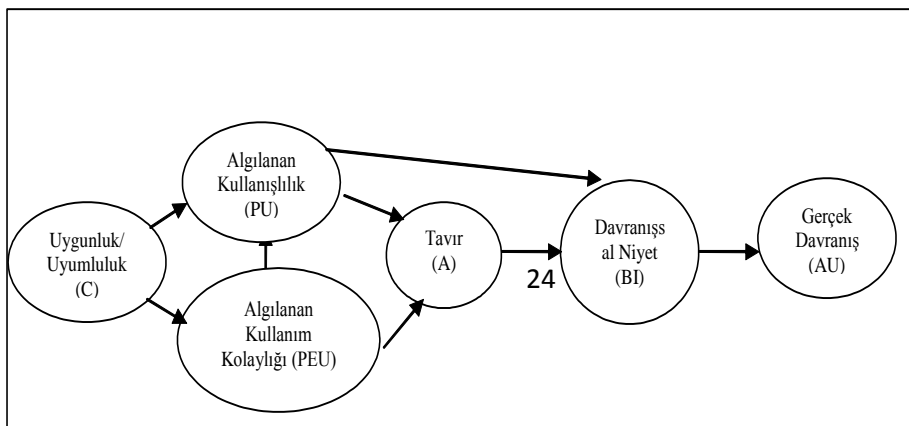 Algılanan
Kullanışlılık
(PU)
Uygunluk/
Uyumluluk
(C)
Algılanan
Kullanım
Kolaylığı (PEU)
Tavır
(A)
24
Davranışs
al Niyet
(BI)
Gerçek
Davranış
(AU)